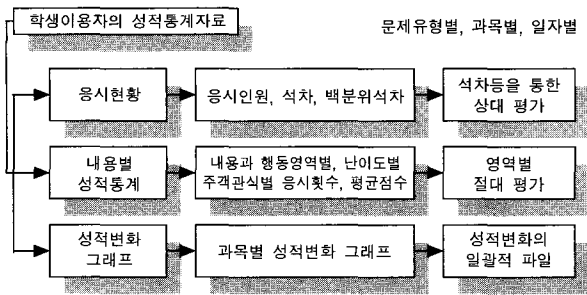 학생이용자의 성적통계자료
문제유형별, 과목별, 일자별
응시현황
응시인원, 석차, 백분위석차
석차등을 통한
상대 평가
내용별
성적통계
내용과 행동영역별, 난이도별
주객관식별 응시횟수, 평균점수
영역별
절대 평가
성적변화
그래프
과목별 성적변화 그래프
성적변화의
일괄적 파일